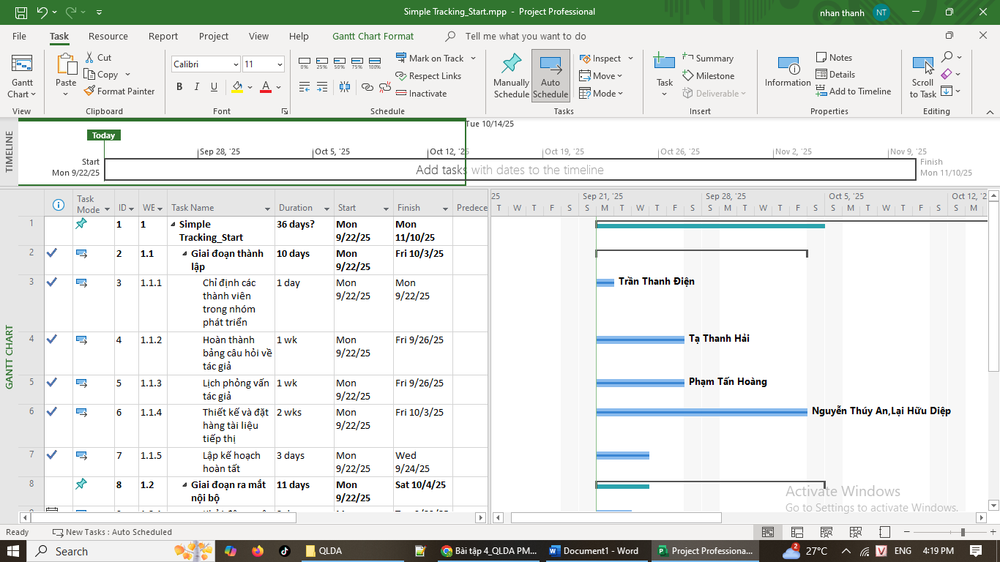 Simple Tracking_Start.mpp - Project Professional
nhan thanh NT
File Task Resource Report Project View Help Gantt Chart Format Tell me what you want to do
Gantt Chart
View
Paste
Cut
Copy
Format Painter
Clipboard
Calibri 11
B I U A
Font
0% 25% 50% 75% 100%
Mark on Track
Respect Links
Inactivate
Schedule
Manually Schedule
Auto Schedule
Inspect
Move
Mode
Tasks
Task
Summary
Milestone
Deliverable
Insert
Information
Notes
Details
Add to Timeline
Properties
Scroll to Task
Editing
TIMELINE
Tue 10/14/25
Today
Sep 28, '25 Oct 5, '25 Oct 12, '25 Oct 19, '25 Oct 26, '25 Nov 2, '25 Nov 9, '25
Start
Mon 9/22/25
Add tasks with dates to the timeline
Finish
Mon 11/10/25
GANTT CHART
Task Mode ID WE Task Name Duration Start Finish Predece
25 Sep 21, '25 Sep 28, '25 Oct 5, '25 Oct 12, '2
T W T F S S M T W T F S S M T W T F S S M T W T F S S M
1 1 1 Simple Tracking_Start 36 days? Mon 9/22/25 Mon 11/10/25
2 2 1.1 Giai đoạn thành lập 10 days Mon 9/22/25 Fri 10/3/25
3 3 1.1.1 Chỉ định các thành viên trong nhóm phát triển 1 day Mon 9/22/25 Mon 9/22/25
Trần Thanh Điện
4 4 1.1.2 Hoàn thành bảng câu hỏi về tác giả 1 wk Mon 9/22/25 Fri 9/26/25
Tạ Thanh Hải
5 5 1.1.3 Lịch phỏng vấn tác giả 1 wk Mon 9/22/25 Fri 9/26/25
Phạm Tấn Hoàng
6 6 1.1.4 Thiết kế và đặt hàng tài liệu tiếp thị 2 wks Mon 9/22/25 Fri 10/3/25
Nguyễn Thúy An,Lại Hữu Diệp
7 7 1.1.5 Lập kế hoạch hoàn tất 3 days Mon 9/22/25 Wed 9/24/25
8 8 1.2 Giai đoạn ra mắt nội bộ 11 days Mon 9/22/25 Sat 10/4/25
Activate Windows
Go to Settings to activate Windows.
Ready New Tasks : Auto Scheduled
Search
QLDA
Bài tập 4_QLDA PM...
Document1 - Word
Project Professiona...
2 27°C
V ENG 4:19 PM